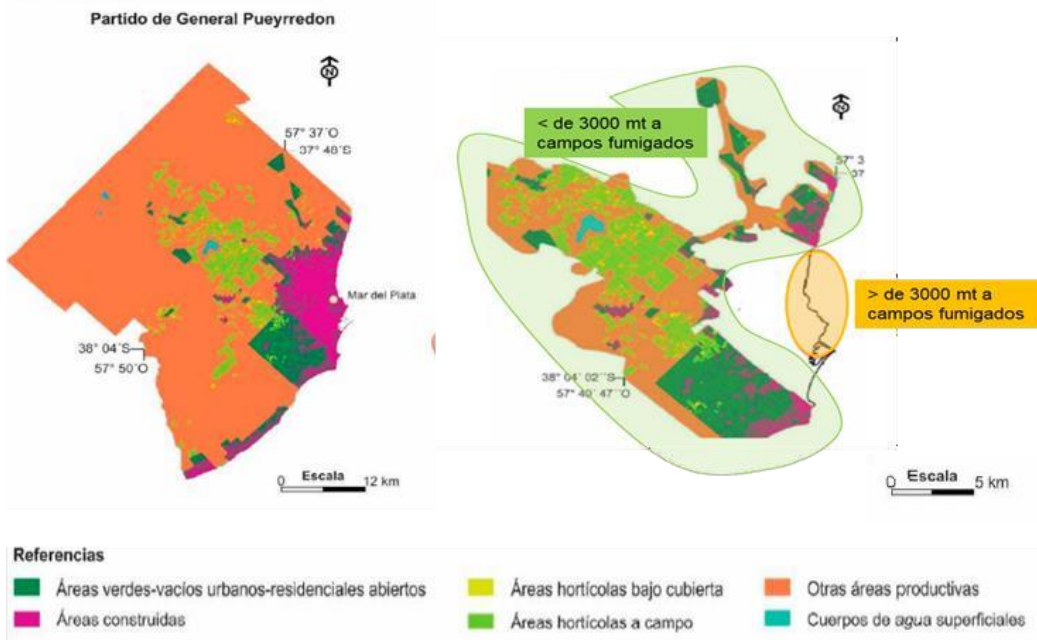 Partido de General Pueyrredon
N
57° 37´O
37° 48´S
Mar del Plata
38° 04´S
57° 50´O
Escala
0 12 km
< de 3000 mt a
campos fumigados
N
57° 3
37
> de 3000 mt a
campos fumigados
38° 04´ 02´´S
57° 49´ 47´´O
Escala
0 5 km
Referencias
Áreas verdes-vacíos urbanos-residenciales abiertos
Áreas construidas
Áreas hortícolas bajo cubierta
Áreas hortícolas a campo
Otras áreas productivas
Cuerpos de agua superficiales